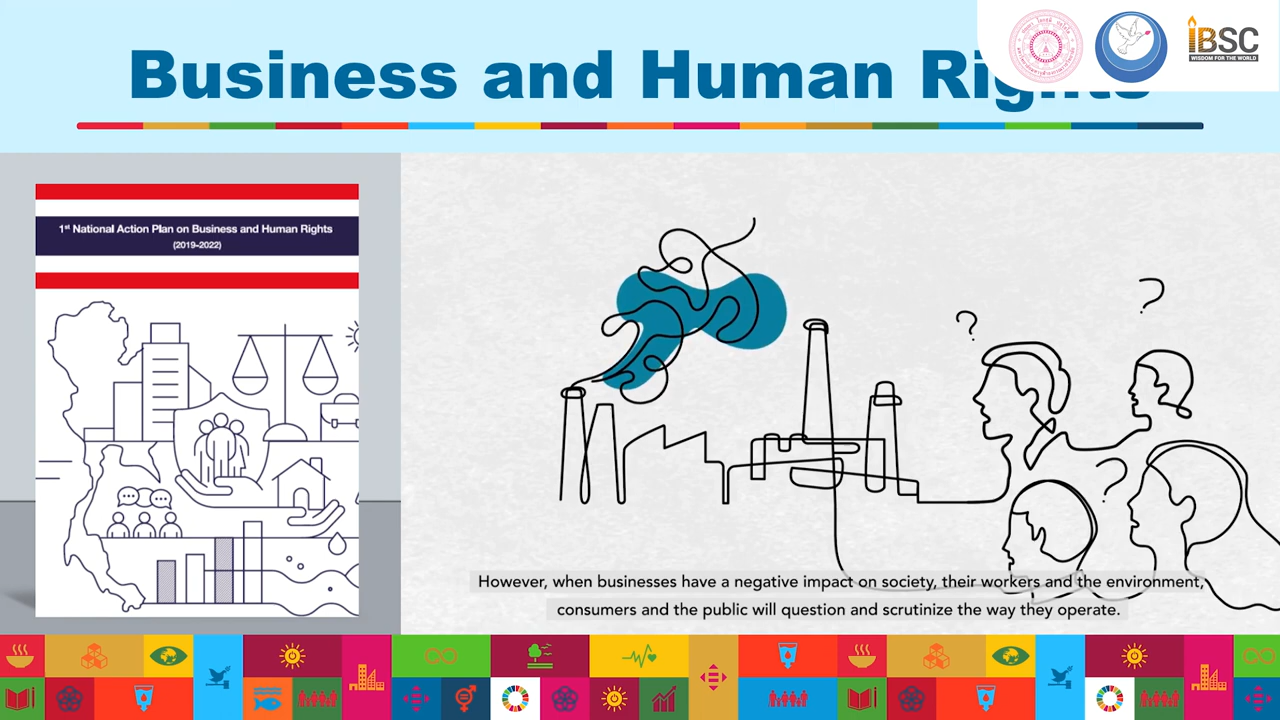 Business and Human Rights
iBSC
WISDOM FOR THE WORLD
1st National Action Plan on Business and Human Rights
(2019-2022)
However, when businesses have a negative impact on society, their workers and the environment,
consumers and the public will question and scrutinize the way they operate.